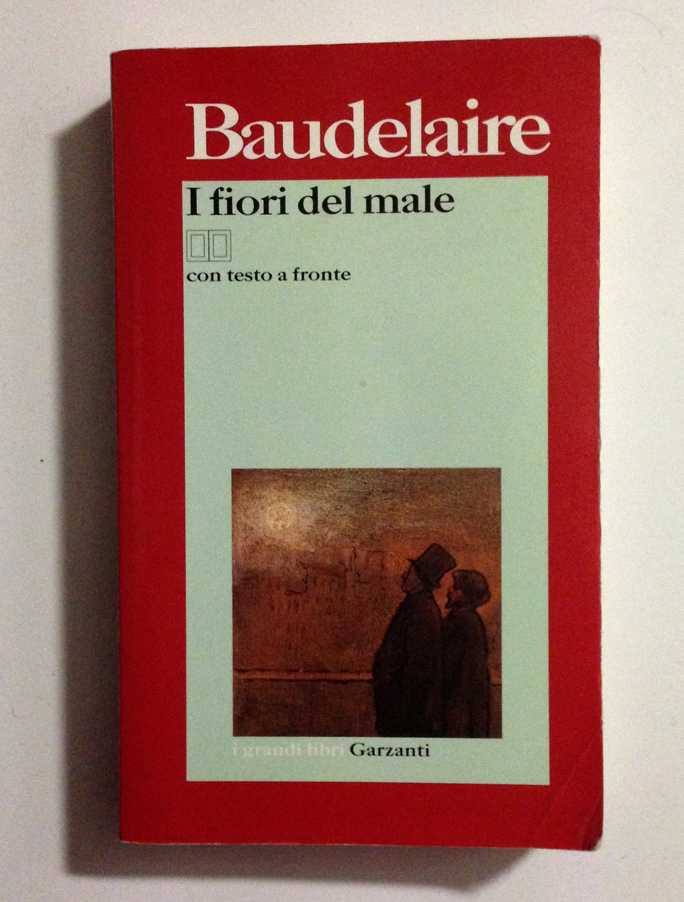 Baudelaire
I fiori del male
con testo a fronte
i grandi libri Garzanti